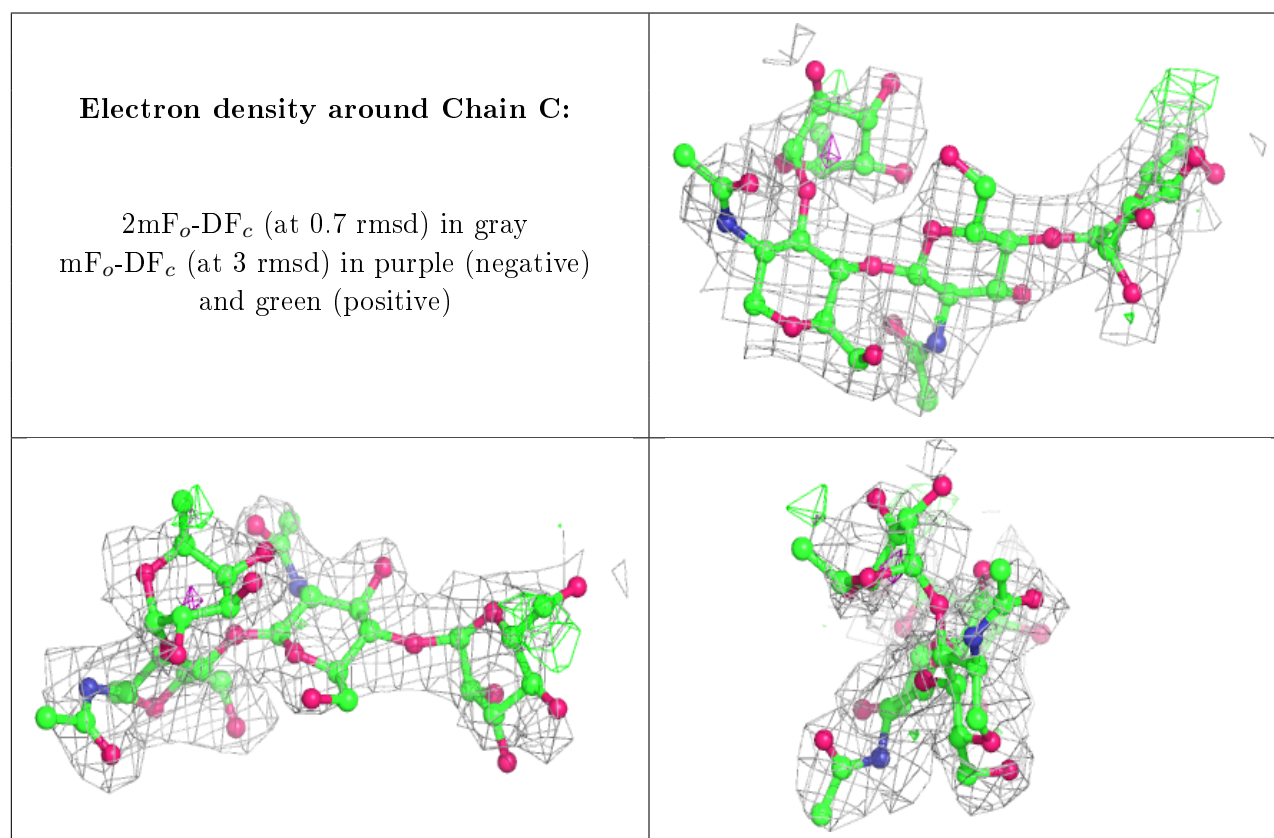 Electron density around Chain C:
2mFo-DFc (at 0.7 rmsd) in gray
mFo-DFc (at 3 rmsd) in purple (negative)
and green (positive)